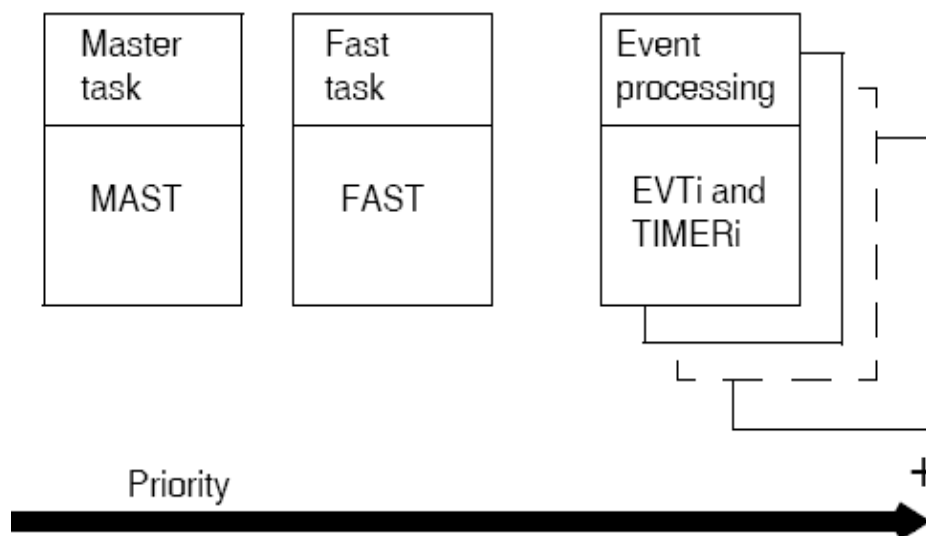 Master
task
Fast
task
Event
processing
MAST
FAST
EVTi and
TIMERi
+
Priority